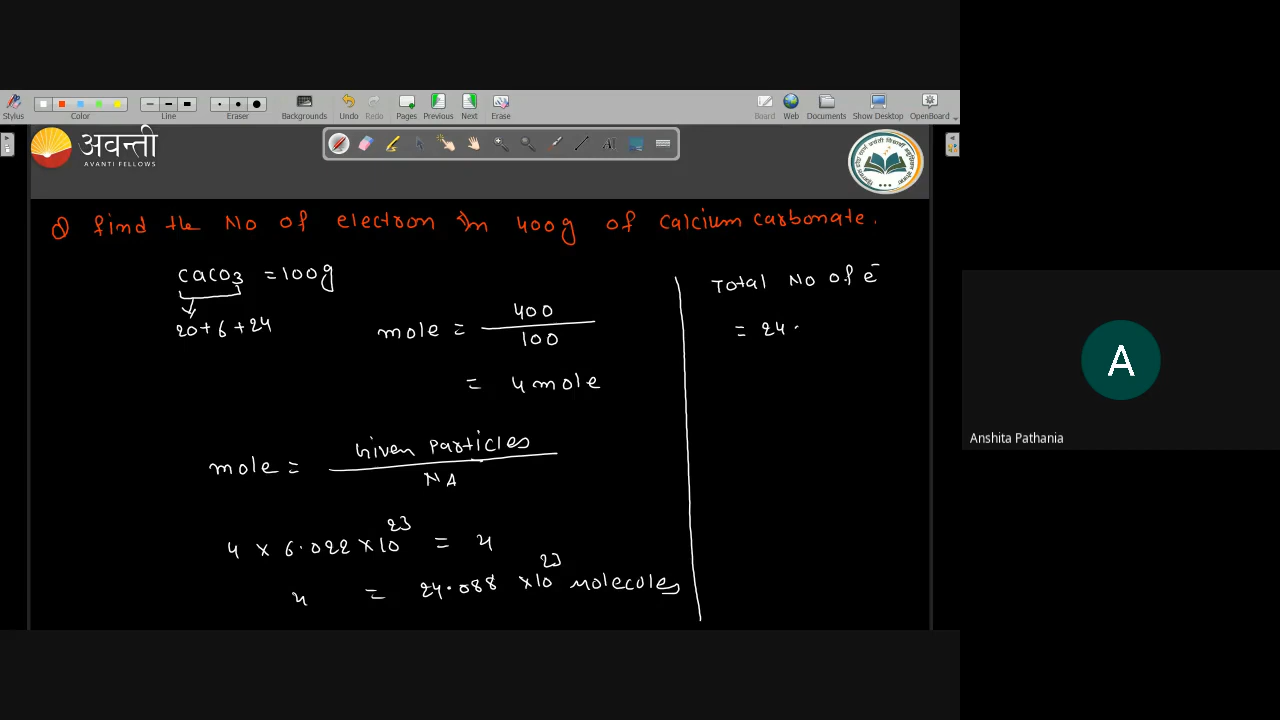 Stylus
Color
Line
Eraser
Backgrounds
Undo
Redo
Pages
Previous
Next
Erase
Board
Web
Documents
Show Desktop
OpenBoard
अवन्ती
AVANTI FELLOWS
find the No of electron in 400g of calcium carbonate.
CaCO3 = 100g
20+6+24
mole = 400
100
= 4 mole
mole = Given Particles
NA
4 × 6.022 × 10^23 = x
x = 24.088 × 10^23 molecoles
Total No of e-
= 24.
A
Anshita Pathania